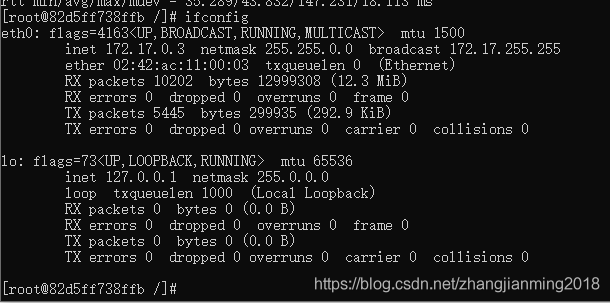 rtt min/avg/max/mdev = 35.289/43.832/147.231/18.113 ms
[root@82d5ff738ffb /]# ifconfig
eth0: flags=4163<UP,BROADCAST,RUNNING,MULTICAST>  mtu 1500
        inet 172.17.0.3  netmask 255.255.0.0  broadcast 172.17.255.255
        ether 02:42:ac:11:00:03  txqueuelen 0  (Ethernet)
        RX packets 10202  bytes 12999308 (12.3 MiB)
        RX errors 0  dropped 0  overruns 0  frame 0
        TX packets 5445  bytes 299935 (292.9 KiB)
        TX errors 0  dropped 0 overruns 0  carrier 0  collisions 0
lo: flags=73<UP,LOOPBACK,RUNNING>  mtu 65536
        inet 127.0.0.1  netmask 255.0.0.0
        loop  txqueuelen 1000  (Local Loopback)
        RX packets 0  bytes 0 (0.0 B)
        RX errors 0  dropped 0  overruns 0  frame 0
        TX packets 0  bytes 0 (0.0 B)
        TX errors 0  dropped 0 overruns 0  carrier 0  collisions 0
[root@82d5ff738ffb /]#
https://blog.csdn.net/zhangjianming2018